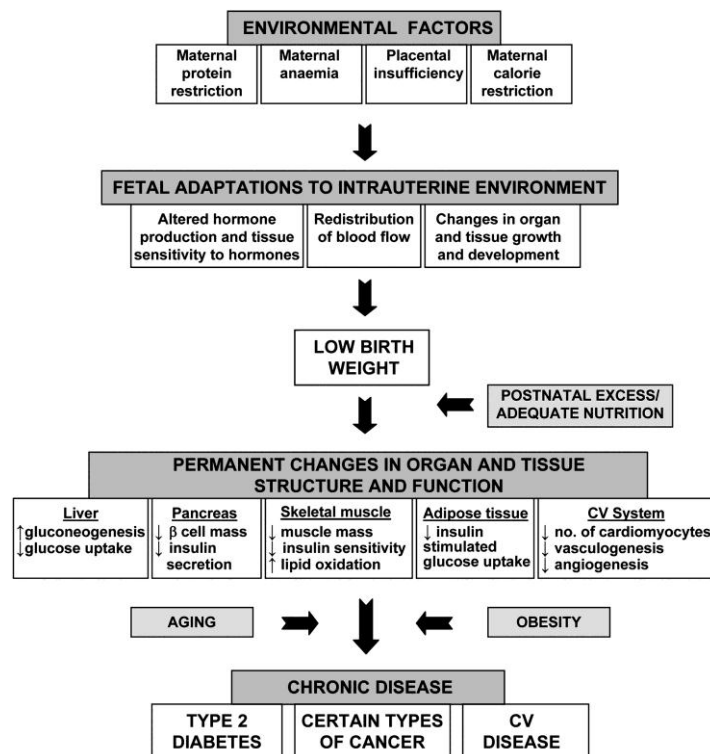 ENVIRONMENTAL FACTORS
Maternal
protein
restriction
Maternal
anaemia
Placental
insufficiency
Maternal
calorie
restriction
FETAL ADAPTATIONS TO INTRAUTERINE ENVIRONMENT
Altered hormone
production and tissue
sensitivity to hormones
Redistribution
of blood flow
Changes in organ
and tissue growth
and development
LOW BIRTH
WEIGHT
POSTNATAL EXCESS/
ADEQUATE NUTRITION
PERMANENT CHANGES IN ORGAN AND TISSUE
STRUCTURE AND FUNCTION
Liver
↑gluconeogenesis
↓glucose uptake
Pancreas
↓ β cell mass
↓ insulin
secretion
Skeletal muscle
↓ muscle mass
↓ insulin sensitivity
↑ lipid oxidation
Adipose tissue
↓ insulin
stimulated
glucose uptake
CV System
↓ no. of cardiomyocytes
↓ vasculogenesis
↓ angiogenesis
AGING
OBESITY
CHRONIC DISEASE
TYPE 2
DIABETES
CERTAIN TYPES
OF CANCER
CV
DISEASE